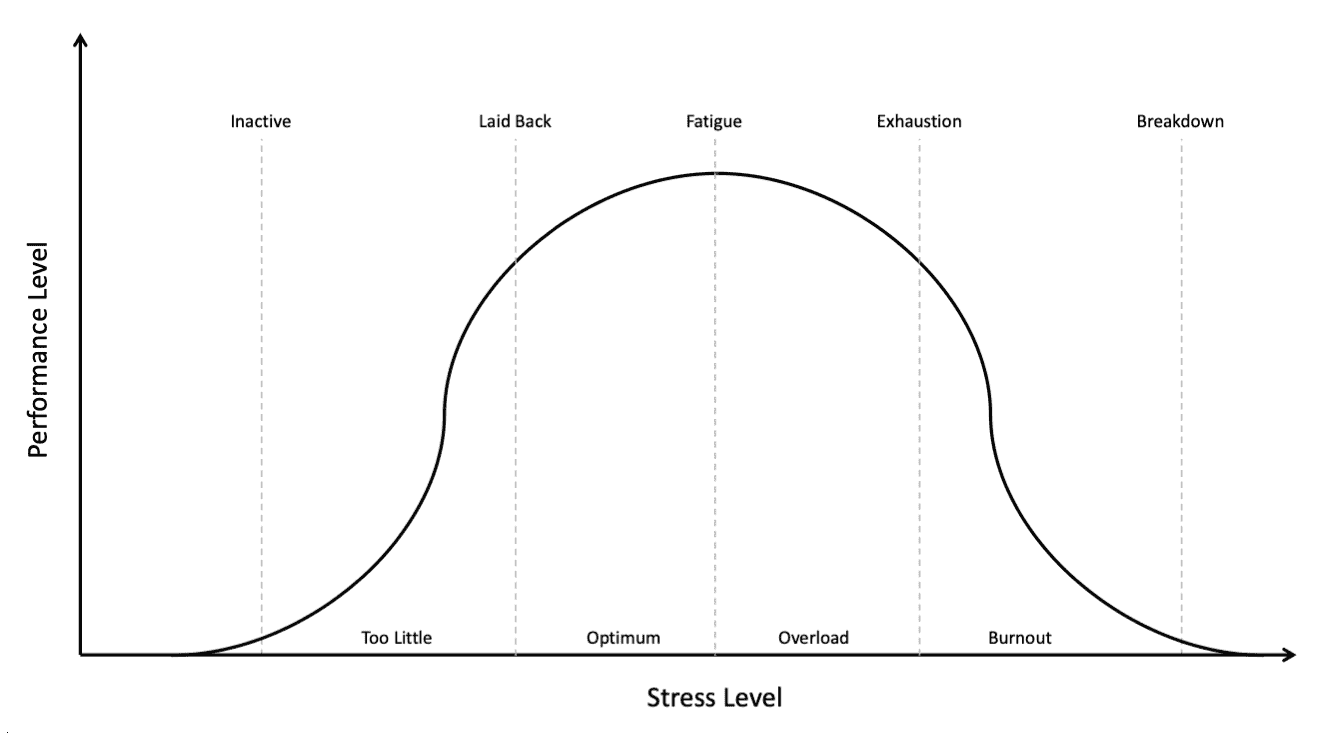 Inactive
Laid Back
Fatigue
Exhaustion
Breakdown
Performance Level
Too Little
Optimum
Overload
Burnout
Stress Level